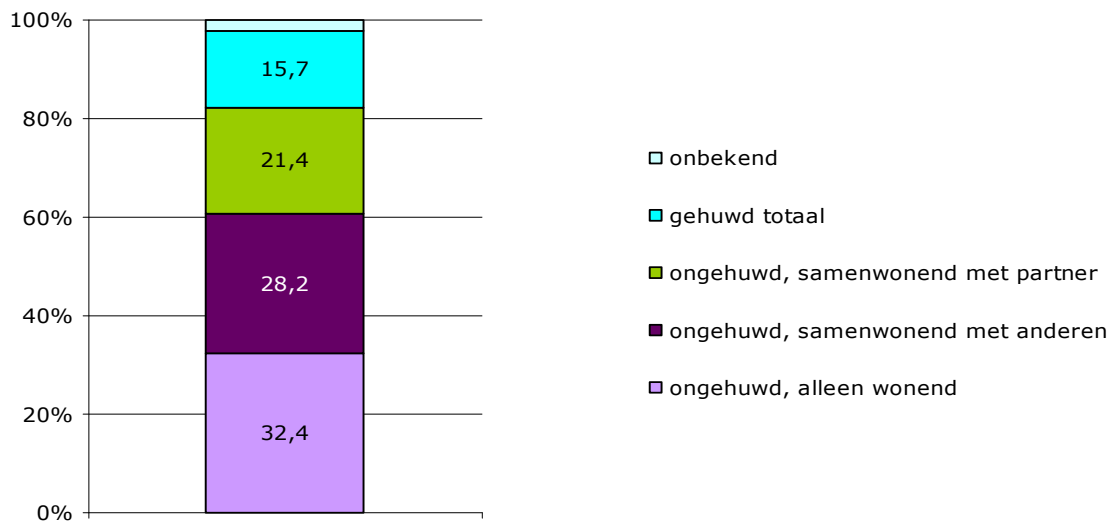 100%
80%
60%
40%
20%
0%
15,7
21,4
28,2
32,4
onbekend
gehuwd totaal
ongehuwd, samenwonend met partner
ongehuwd, samenwonend met anderen
ongehuwd, alleen wonend